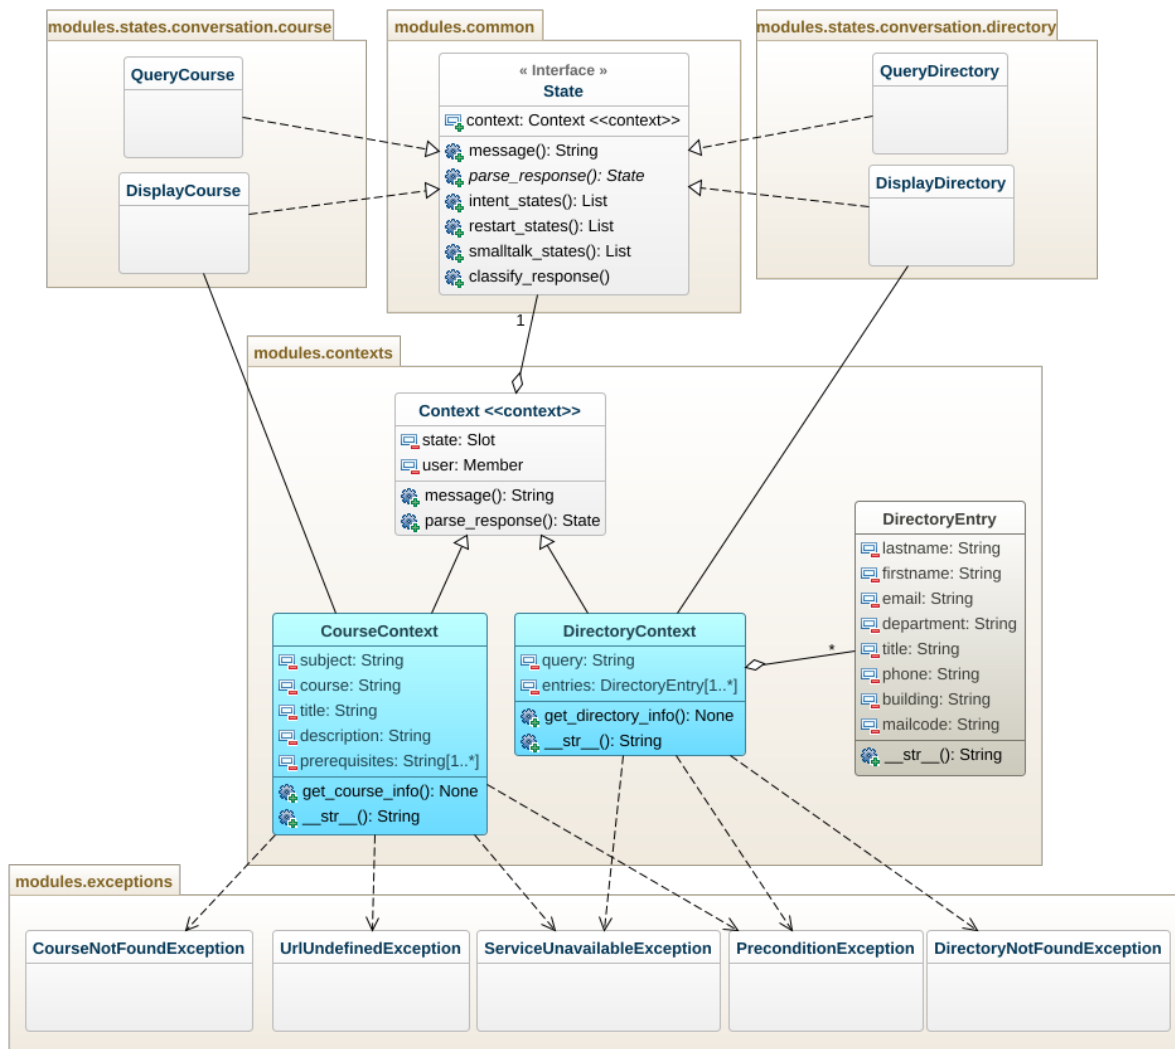 modules.states.conversation.course
QueryCourse
DisplayCourse
modules.common
« Interface »
State
context: Context <<context>>
message(): String
parse_response(): State
intent_states(): List
restart_states(): List
smalltalk_states(): List
classify_response()
modules.states.conversation.directory
QueryDirectory
DisplayDirectory
1
modules.contexts
Context <<context>>
state: Slot
user: Member
message(): String
parse_response(): State
CourseContext
subject: String
course: String
title: String
description: String
prerequisites: String[1..*]
get_course_info(): None
__str__(): String
DirectoryContext
query: String
entries: DirectoryEntry[1..*]
get_directory_info(): None
__str__(): String
*
DirectoryEntry
lastname: String
firstname: String
email: String
department: String
title: String
phone: String
building: String
mailcode: String
__str__(): String
modules.exceptions
CourseNotFoundException
UrlUndefinedException
ServiceUnavailableException
PreconditionException
DirectoryNotFoundException